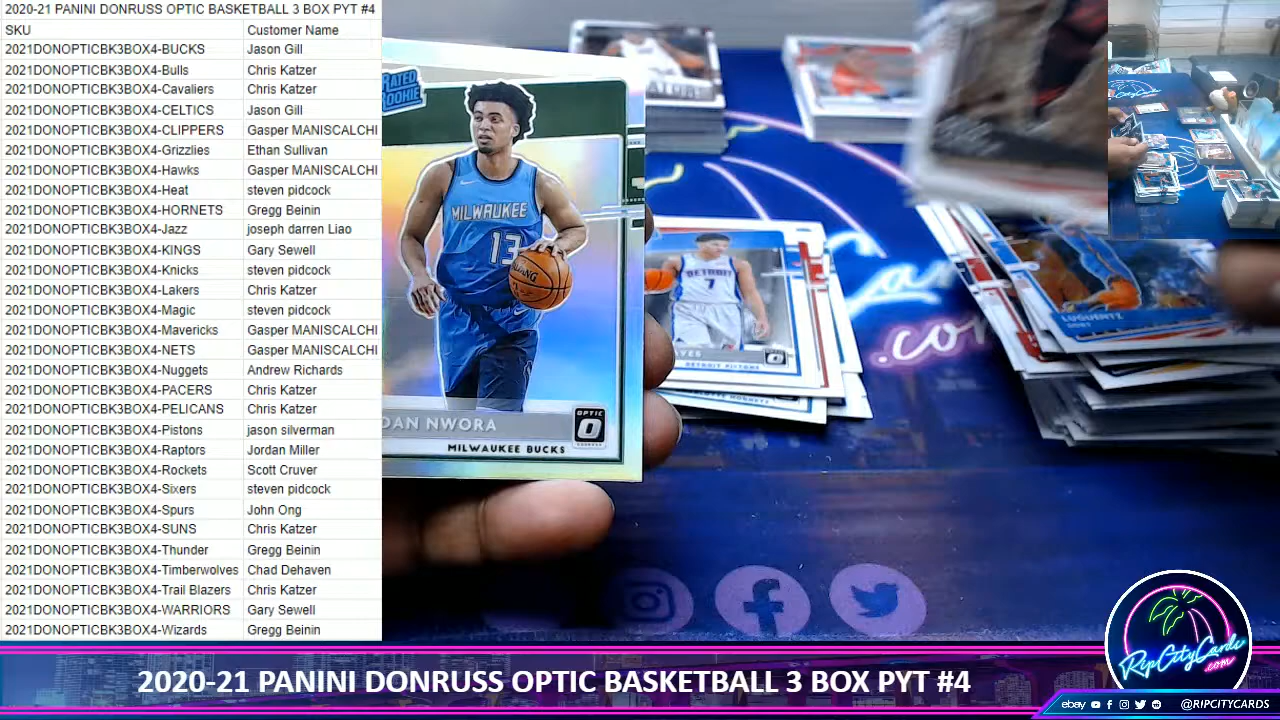 2020-21 PANINI DONRUSS OPTIC BASKETBALL 3 BOX PYT #4
SKU Customer Name
2021DONOPTICBK3BOX4-BUCKS Jason Gill
2021DONOPTICBK3BOX4-Bulls Chris Katzer
2021DONOPTICBK3BOX4-Cavaliers Chris Katzer
2021DONOPTICBK3BOX4-CELTICS Jason Gill
2021DONOPTICBK3BOX4-CLIPPERS Gasper MANISCALCHI
2021DONOPTICBK3BOX4-Grizzlies Ethan Sullivan
2021DONOPTICBK3BOX4-Hawks Gasper MANISCALCHI
2021DONOPTICBK3BOX4-Heat steven pidcock
2021DONOPTICBK3BOX4-HORNETS Gregg Beinin
2021DONOPTICBK3BOX4-Jazz joseph darren Liao
2021DONOPTICBK3BOX4-KINGS Gary Sewell
2021DONOPTICBK3BOX4-Knicks steven pidcock
2021DONOPTICBK3BOX4-Lakers Chris Katzer
2021DONOPTICBK3BOX4-Magic steven pidcock
2021DONOPTICBK3BOX4-Mavericks Gasper MANISCALCHI
2021DONOPTICBK3BOX4-NETS Gasper MANISCALCHI
2021DONOPTICBK3BOX4-Nuggets Andrew Richards
2021DONOPTICBK3BOX4-PACERS Chris Katzer
2021DONOPTICBK3BOX4-PELICANS Chris Katzer
2021DONOPTICBK3BOX4-Pistons jason silverman
2021DONOPTICBK3BOX4-Raptors Jordan Miller
2021DONOPTICBK3BOX4-Rockets Scott Cruver
2021DONOPTICBK3BOX4-Sixers steven pidcock
2021DONOPTICBK3BOX4-Spurs John Ong
2021DONOPTICBK3BOX4-SUNS Chris Katzer
2021DONOPTICBK3BOX4-Thunder Gregg Beinin
2021DONOPTICBK3BOX4-Timberwolves Chad Dehaven
2021DONOPTICBK3BOX4-Trail Blazers Chris Katzer
2021DONOPTICBK3BOX4-WARRIORS Gary Sewell
2021DONOPTICBK3BOX4-Wizards Gregg Beinin
RATED
ROOKIE
MILWAUKEE
13
DAN NWORA
OPTIC
MILWAUKEE BUCKS
DETROIT
7
AYES
DETROIT PISTONS
.com
2020-21 PANINI DONRUSS OPTIC BASKETBALL 3 BOX PYT #4
RipCityCards
.com
ebay @RIPCITYCARDS